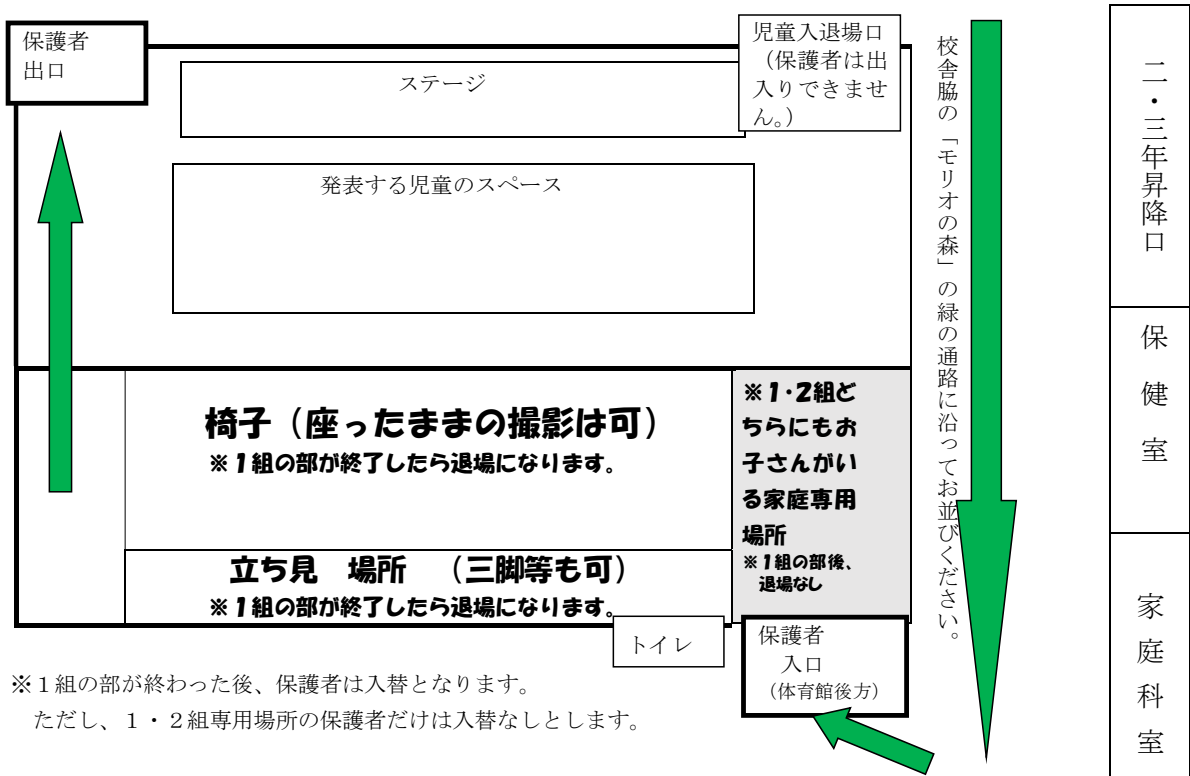 保護者
出口
ステージ
児童入退場口
（保護者は出
入りできませ
ん。）
発表する児童のスペース
椅子（座ったままの撮影は可）
※１組の部が終了したら退場になります。
立ち見　場所　（三脚等も可）
※１組の部が終了したら退場になります。
※１・２組ど
ちらにもお
子さんがい
る家庭専用
場所
※１組の部後、
退場なし
トイレ
保護者
入口
（体育館後方）
校舎脇の「モリオの森」の緑の通路に沿ってお並びください。
二・三年昇降口
保健室
家庭科室
※１組の部が終わった後、保護者は入替となります。
ただし、１・２組専用場所の保護者だけは入替なしとします。